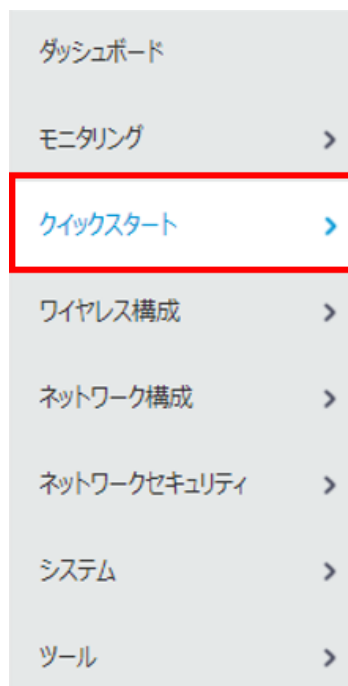 ダッシュボード
モニタリング
クイックスタート
ワイヤレス構成
ネットワーク構成
ネットワークセキュリティ
システム
ツール